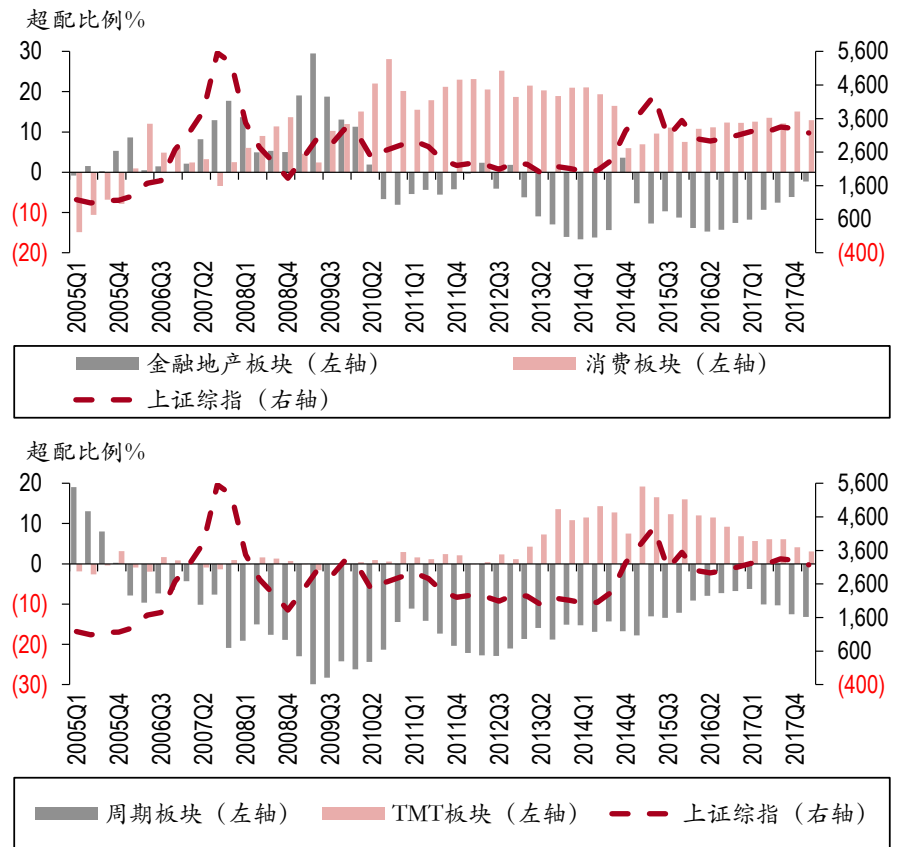 超配比例%
30
20
10
0
(10)
(20)
5,600
4,600
3,600
2,600
1,600
600
(400)
2005Q1
2005Q4
2006Q3
2007Q2
2008Q1
2008Q4
2009Q3
2010Q2
2011Q1
2011Q4
2012Q3
2013Q2
2014Q1
2014Q4
2015Q3
2016Q2
2017Q1
2017Q4
金融地产板块（左轴）
消费板块（左轴）
上证综指（右轴）
超配比例%
20
10
0
(10)
(20)
(30)
5,600
4,600
3,600
2,600
1,600
600
(400)
2005Q1
2005Q4
2006Q3
2007Q2
2008Q1
2008Q4
2009Q3
2010Q2
2011Q1
2011Q4
2012Q3
2013Q2
2014Q1
2014Q4
2015Q3
2016Q2
2017Q1
2017Q4
周期板块（左轴）
TMT板块（左轴）
上证综指（右轴）